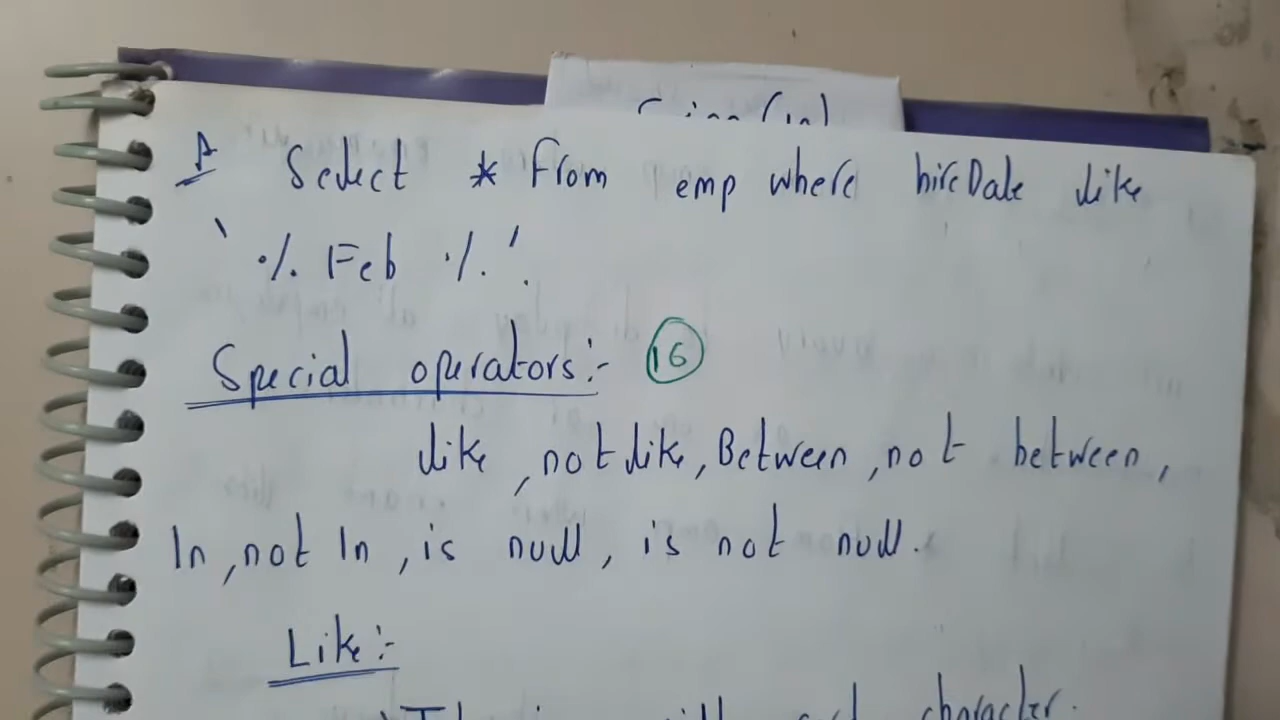 A Select * From emp where hireDate like
'% Feb %'.
Special operators:- 16
like, not like, Between, not between,
In, not In, is null, is not null.
Like:-
character.